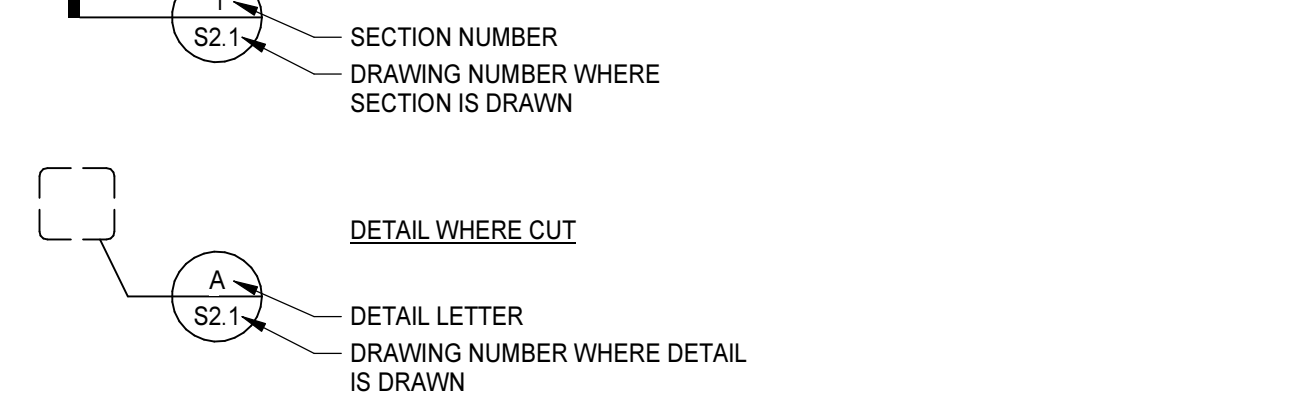 S2.1
SECTION NUMBER
DRAWING NUMBER WHERE
SECTION IS DRAWN
DETAIL WHERE CUT
A
S2.1
DETAIL LETTER
DRAWING NUMBER WHERE DETAIL
IS DRAWN